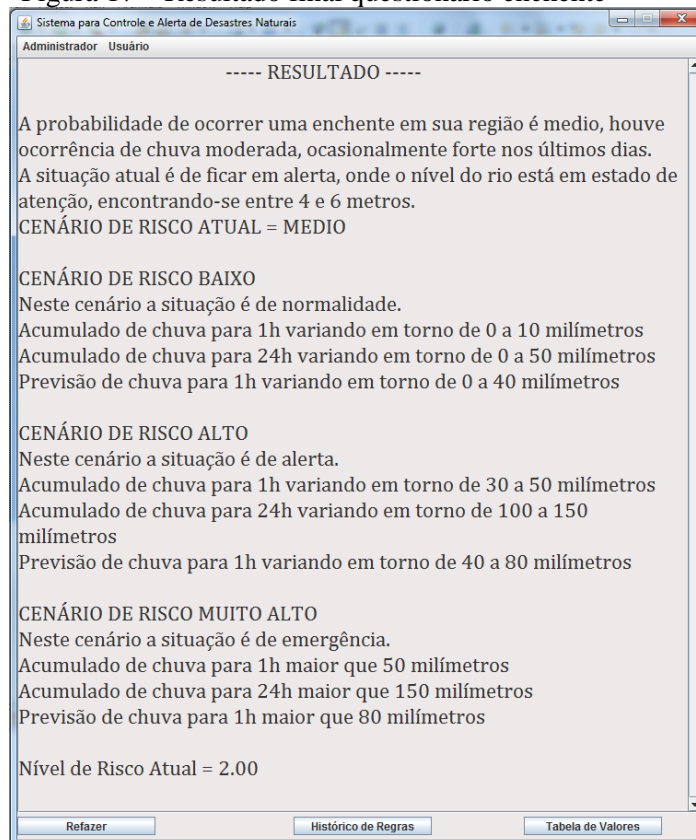 Sistema para Controle e Alerta de Desastres Naturais
Administrador Usuário
----- RESULTADO -----
A probabilidade de ocorrer uma enchente em sua região é medio, houve
ocorrência de chuva moderada, ocasionalmente forte nos últimos dias.
A situação atual é de ficar em alerta, onde o nível do rio está em estado de
atenção, encontrando-se entre 4 e 6 metros.
CENÁRIO DE RISCO ATUAL = MEDIO
CENÁRIO DE RISCO BAIXO
Neste cenário a situação é de normalidade.
Acumulado de chuva para 1h variando em torno de 0 a 10 milímetros
Acumulado de chuva para 24h variando em torno de 0 a 50 milímetros
Previsão de chuva para 1h variando em torno de 0 a 40 milímetros
CENÁRIO DE RISCO ALTO
Neste cenário a situação é de alerta.
Acumulado de chuva para 1h variando em torno de 30 a 50 milímetros
Acumulado de chuva para 24h variando em torno de 100 a 150
milímetros
Previsão de chuva para 1h variando em torno de 40 a 80 milímetros
CENÁRIO DE RISCO MUITO ALTO
Neste cenário a situação é de emergência.
Acumulado de chuva para 1h maior que 50 milímetros
Acumulado de chuva para 24h maior que 150 milímetros
Previsão de chuva para 1h maior que 80 milímetros
Nível de Risco Atual = 2.00
Refazer Histórico de Regras Tabela de Valores